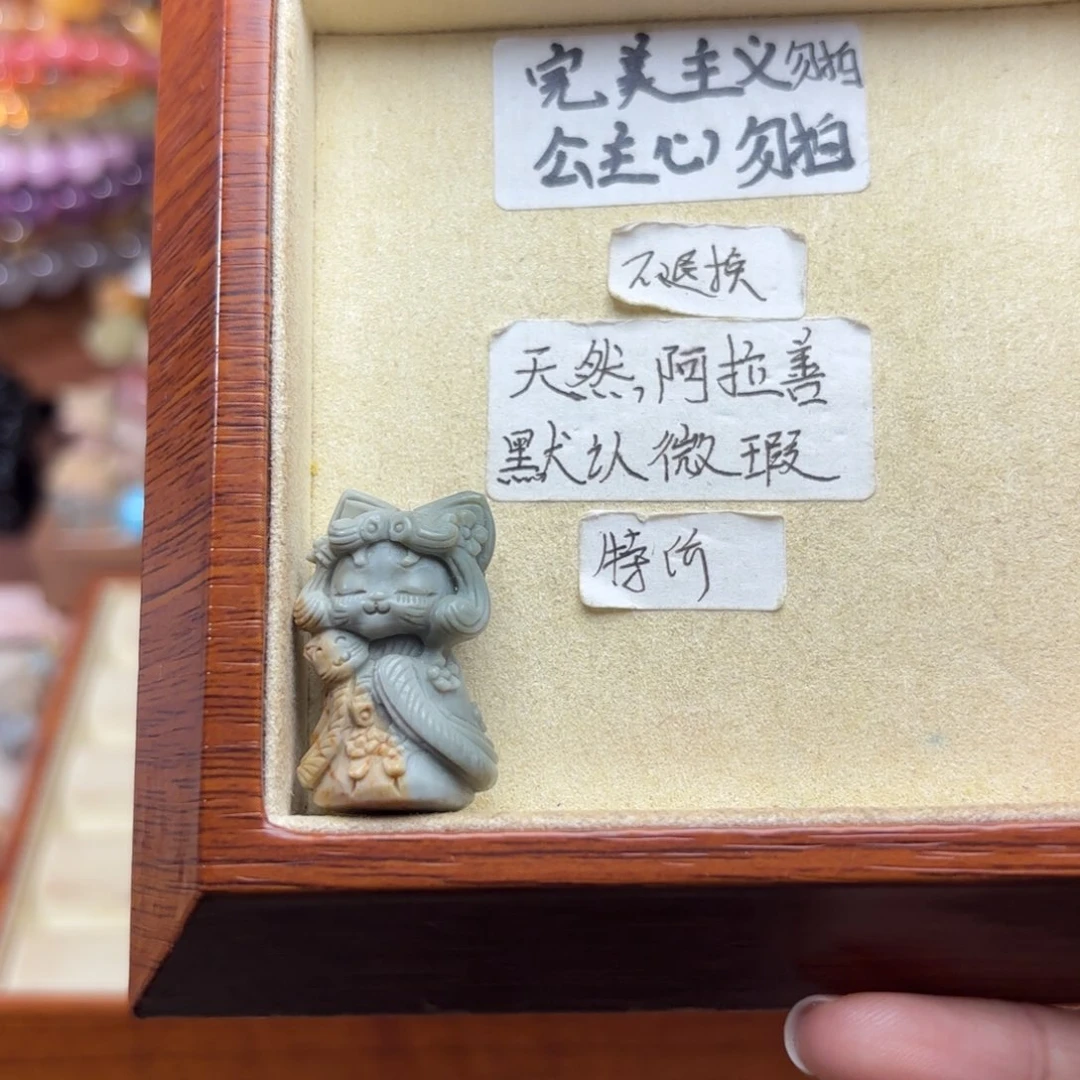 完美主义勿拍
公主心勿拍
不退换
天然,阿拉善
默认微瑕
特价